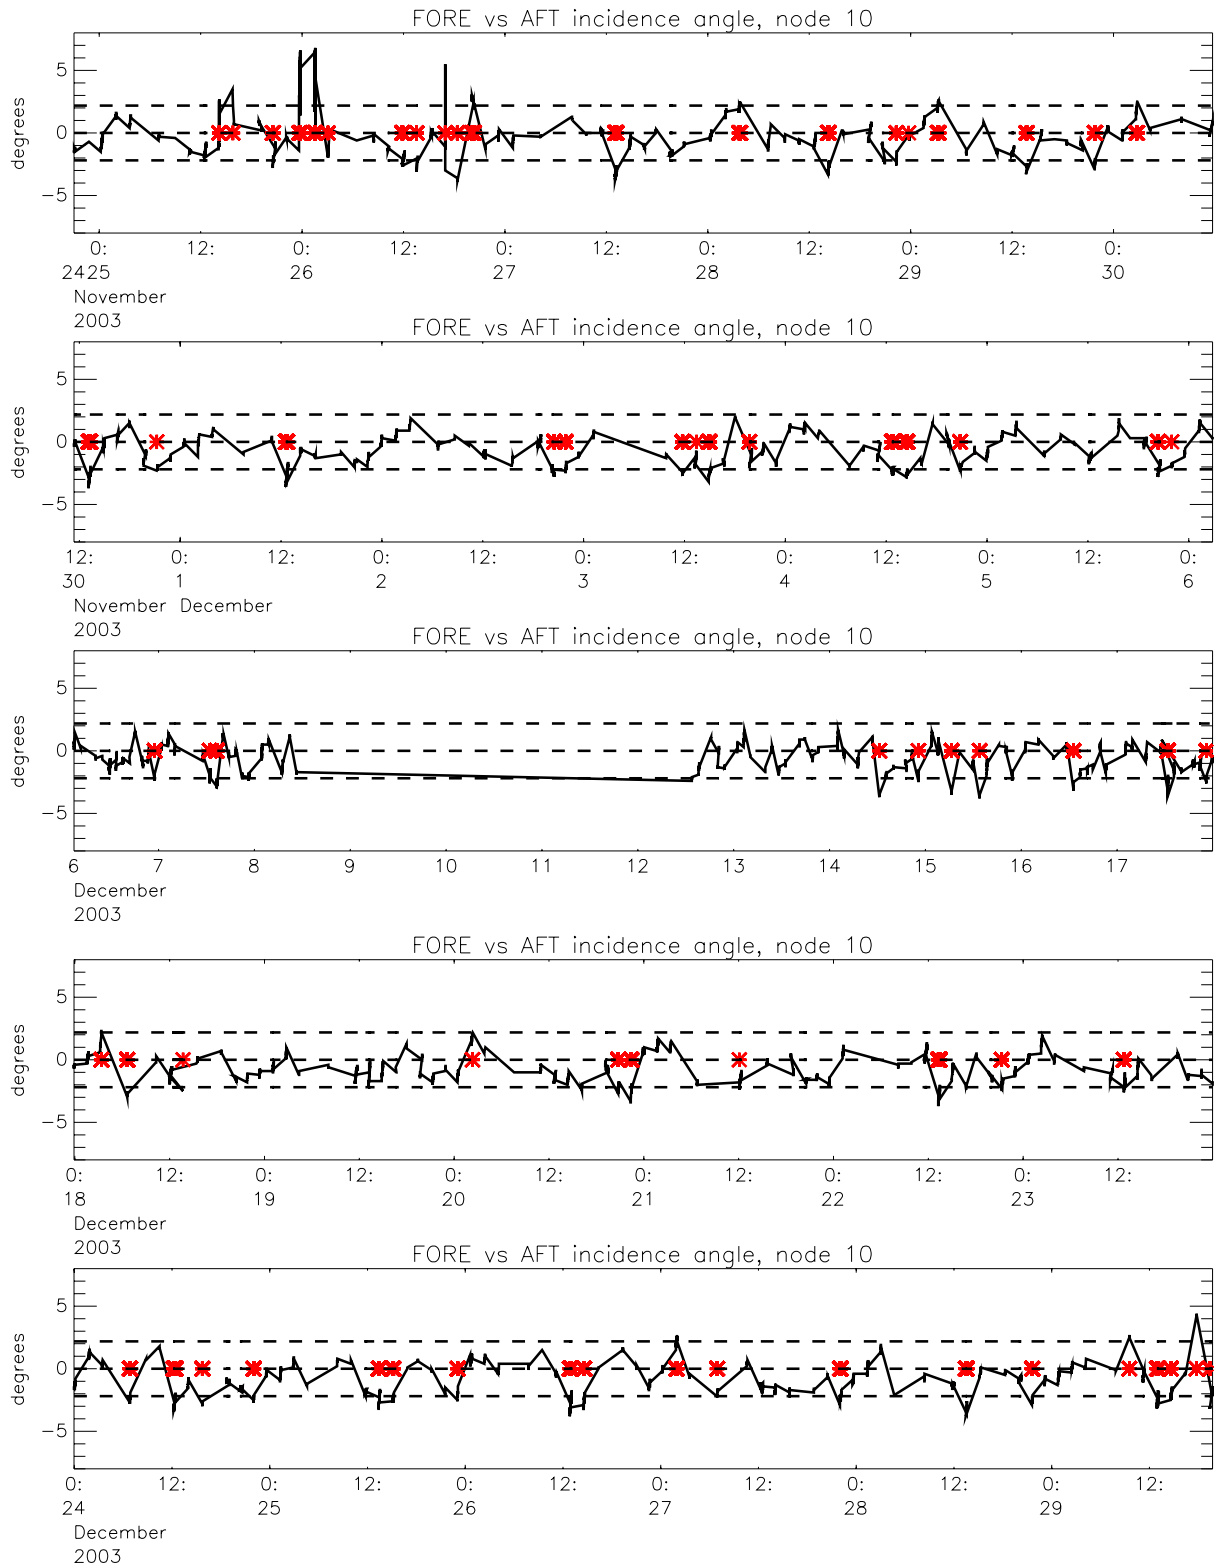 FORE vs AFT incidence angle, node 10
5
degrees
0
−5
0: 12: 0: 12: 0: 12: 0: 12: 0: 12: 0:
2425 26 27 28 29 30
November
2003
FORE vs AFT incidence angle, node 10
5
degrees
0
−5
12: 0: 12: 0: 12: 0: 12: 0: 12: 0: 12: 0:
30 1 2 3 4 5 6
November December
2003
FORE vs AFT incidence angle, node 10
5
degrees
0
−5
6 7 8 9 10 11 12 13 14 15 16 17
December
2003
FORE vs AFT incidence angle, node 10
5
degrees
0
−5
0: 12: 0: 12: 0: 12: 0: 12: 0: 12: 0: 12:
18 19 20 21 22 23
December
2003
FORE vs AFT incidence angle, node 10
5
degrees
0
−5
0: 12: 0: 12: 0: 12: 0: 12: 0: 12: 0: 12:
24 25 26 27 28 29
December
2003